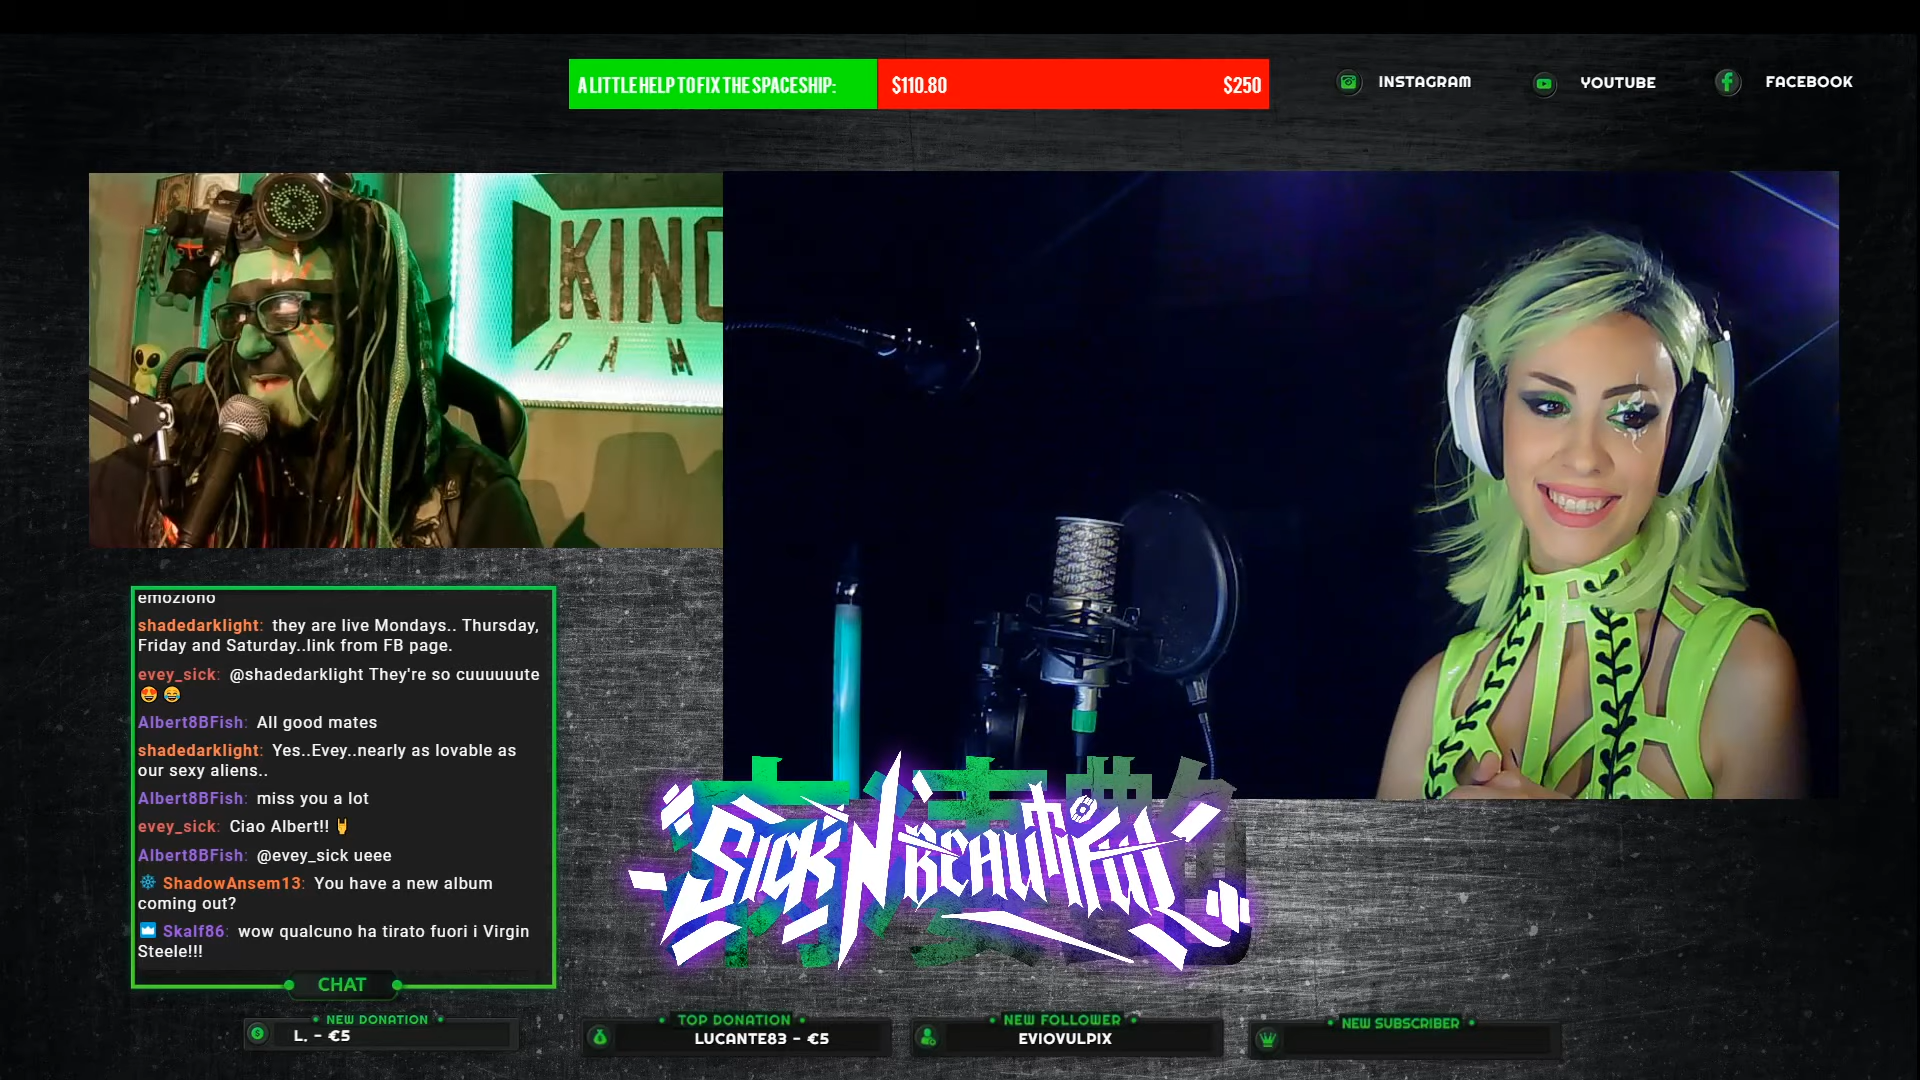 A LITTLE HELP TO FIX THE SPACESHIP: $110.80 $250
INSTAGRAM YOUTUBE FACEBOOK
KING
RAM
emoziono
shadedarklight: they are live Mondays.. Thursday,
Friday and Saturday..link from FB page.
evey_sick: @shadedarklight They're so cuuuuuute
😍 😂
Albert8BFish: All good mates
shadedarklight: Yes..Evey..nearly as lovable as
our sexy aliens..
Albert8BFish: miss you a lot
evey_sick: Ciao Albert!! 🤘
Albert8BFish: @evey_sick ueee
ShadowAnsem13: You have a new album
coming out?
Skalf86: wow qualcuno ha tirato fuori i Virgin
Steele!!!
CHAT
SICK N BEAUTIFUL
NEW DONATION
L. - €5
TOP DONATION
LUCANTE83 - €5
NEW FOLLOWER
EVIOVULPIX
NEW SUBSCRIBER